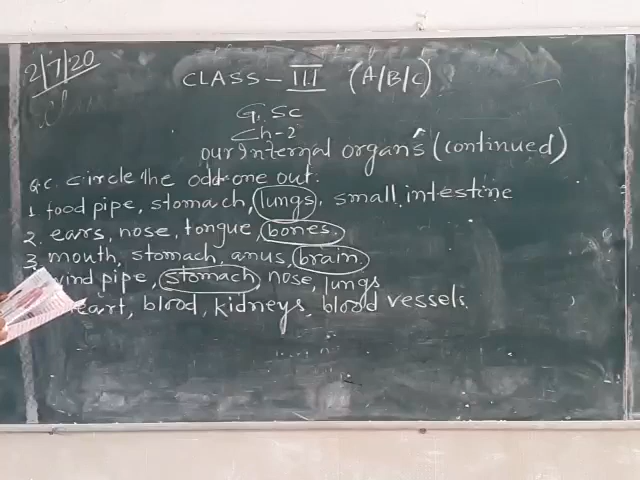 2/7/20
CLASS - III (A/B/C)
G. Sc
Ch-2
our Internal organs (continued)
Q.C. Circle the odd one out.
1. food pipe, stomach, lungs, small intestine
2. ears, nose, tongue, bones.
3. mouth, stomach, anus, brain.
wind pipe, stomach, nose, lungs
heart, blood, kidneys, blood vessels.